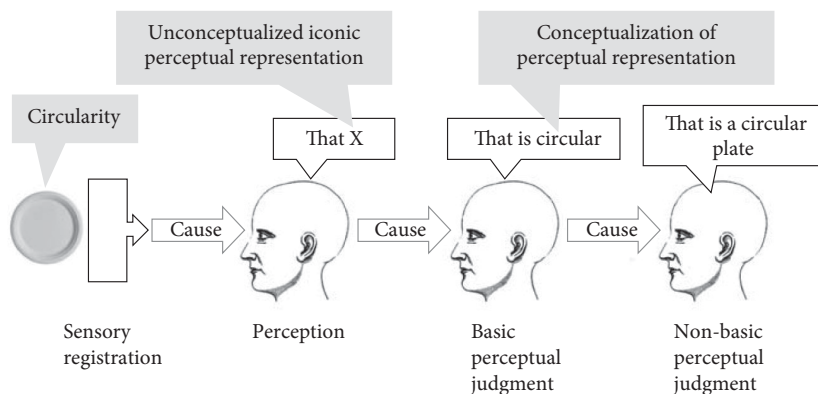 Unconceptualized iconic
perceptual representation
Conceptualization of
perceptual representation
Circularity
That X
That is circular
That is a circular
plate
Cause
Cause
Cause
Sensory
registration
Perception
Basic
perceptual
judgment
Non-basic
perceptual
judgment